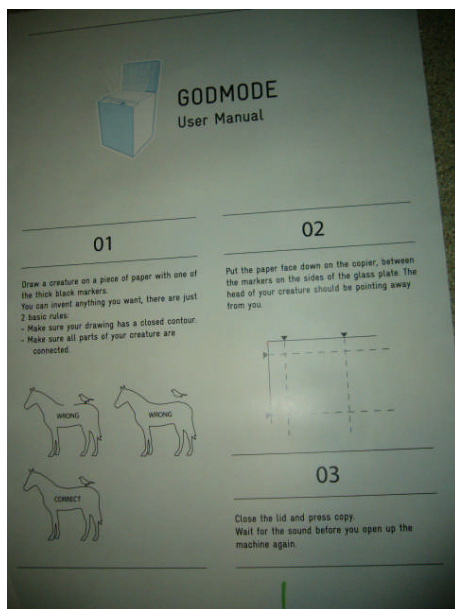 GODMODE
User Manual
01
Draw a creature on a piece of paper with one of
the thick black markers.
You can invent anything you want, there are just
2 basic rules:
- Make sure your drawing has a closed contour.
- Make sure all parts of your creature are
connected.
WRONG
WRONG
CORRECT
02
Put the paper face down on the copier, between
the markers on the sides of the glass plate. The
head of your creature should be pointing away
from you.
03
Close the lid and press copy.
Wait for the sound before you open up the
machine again.